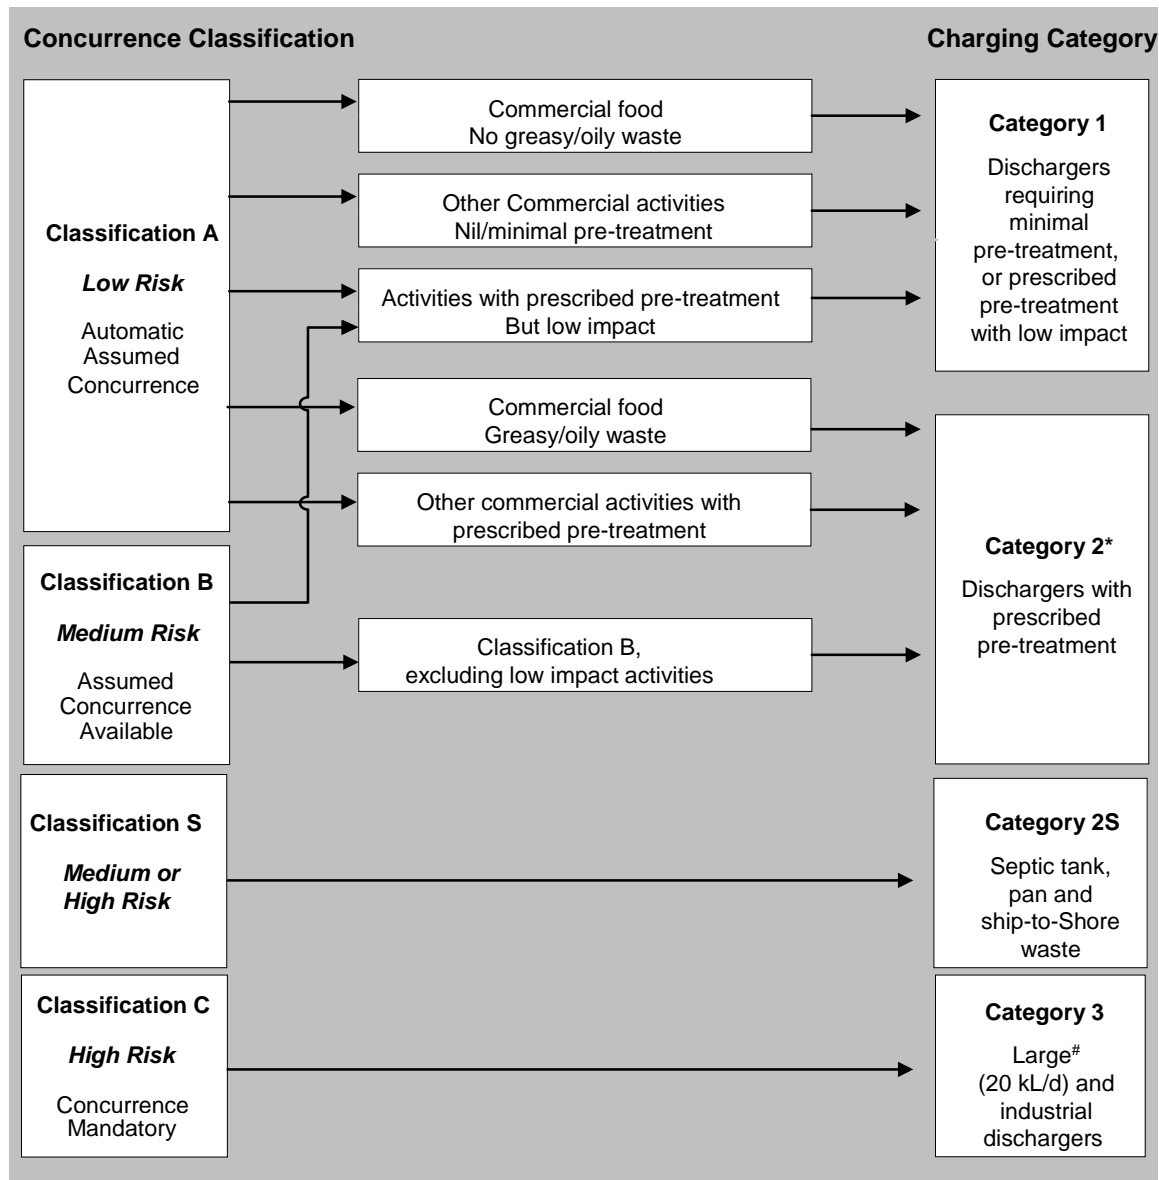 Concurrence Classification
Charging Category
Classification A
Low Risk
Automatic
Assumed
Concurrence
Commercial food
No greasy/oily waste
Other Commercial activities
Nil/minimal pre-treatment
Activities with prescribed pre-treatment
But low impact
Commercial food
Greasy/oily waste
Other commercial activities with
prescribed pre-treatment
Category 1
Dischargers
requiring
minimal
pre-treatment,
or prescribed
pre-treatment
with low impact
Classification B
Medium Risk
Assumed
Concurrence
Available
Classification B,
excluding low impact activities
Category 2*
Dischargers with
prescribed
pre-treatment
Classification S
Medium or
High Risk
Category 2S
Septic tank,
pan and
ship-to-Shore
waste
Classification C
High Risk
Concurrence
Mandatory
Category 3
Large#
(20 kL/d) and
industrial
dischargers